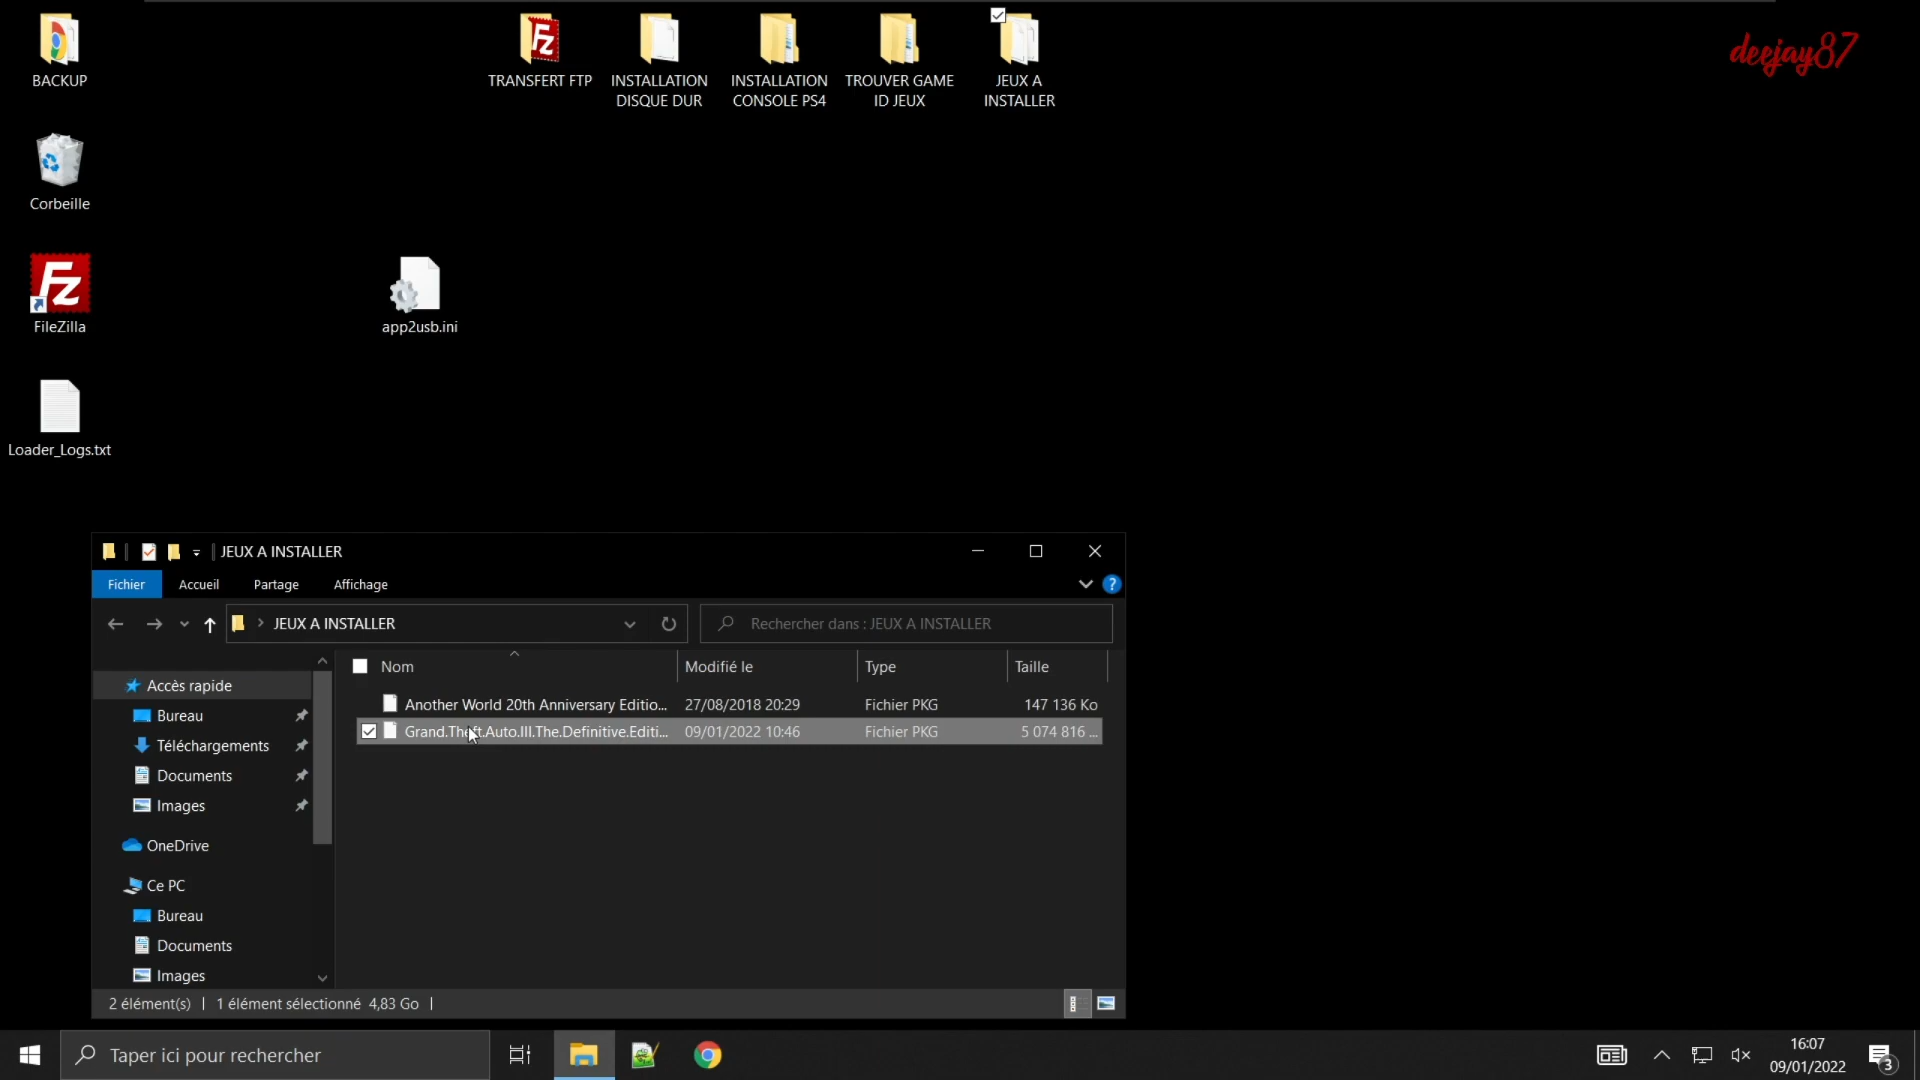 BACKUP
TRANSFERT FTP
INSTALLATION
DISQUE DUR
INSTALLATION
CONSOLE PS4
TROUVER GAME
ID JEUX
JEUX A
INSTALLER
deejay87
Corbeille
FileZilla
app2usb.ini
Loader_Logs.txt
JEUX A INSTALLER
Fichier
Accueil
Partage
Affichage
JEUX A INSTALLER
Rechercher dans : JEUX A INSTALLER
Nom
Modifié le
Type
Taille
Another World 20th Anniversary Editio... 27/08/2018 20:29 Fichier PKG 147 136 Ko
Grand.Theft.Auto.III.The.Definitive.Editi... 09/01/2022 10:46 Fichier PKG 5 074 816 ...
Accès rapide
Bureau
Téléchargements
Documents
Images
OneDrive
Ce PC
Bureau
Documents
Images
2 élément(s)
1 élément sélectionné 4,83 Go
Taper ici pour rechercher
16:07
09/01/2022
3